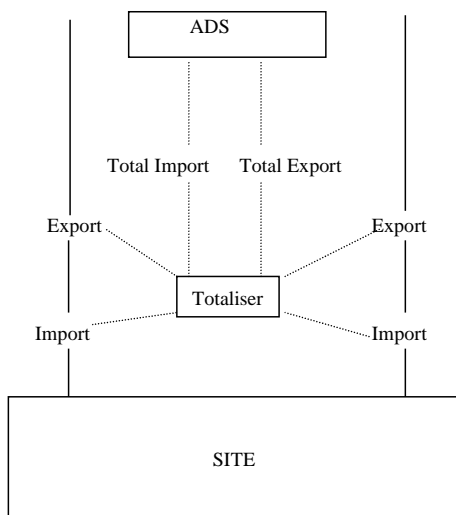 ADS
Total Import
Total Export
Export
Export
Totaliser
Import
Import
SITE